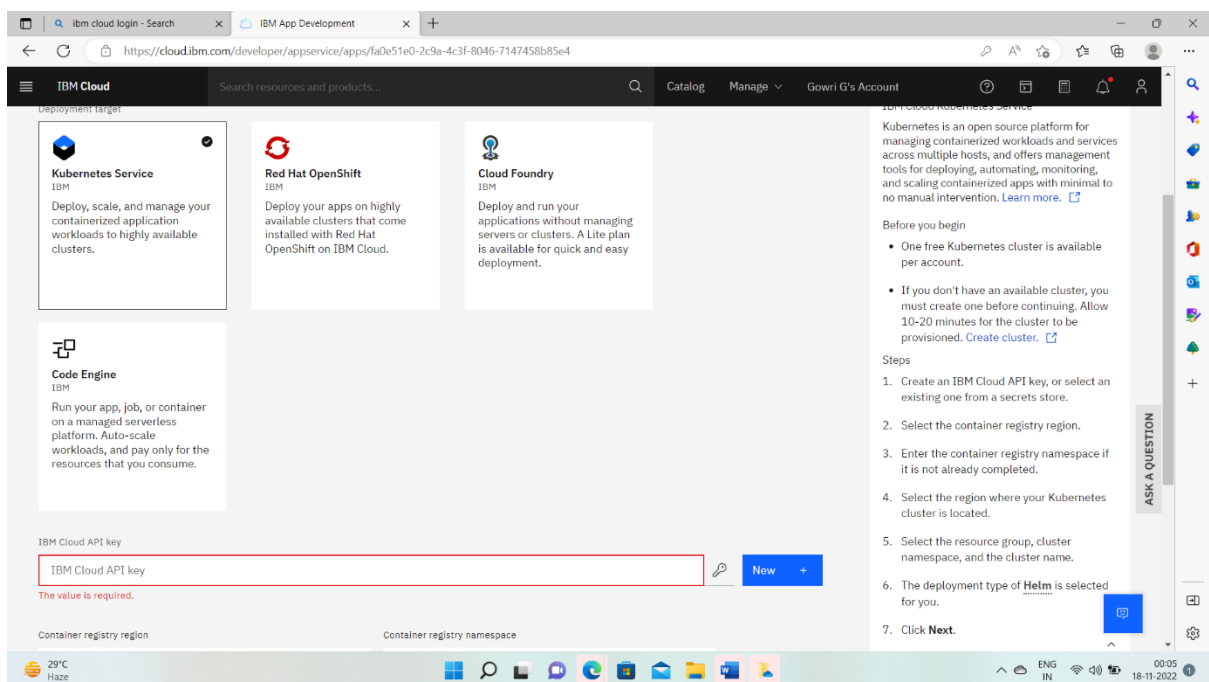 ibm cloud login - Search
IBM App Development
https://cloud.ibm.com/developer/appservice/apps/fa0e51e0-2c9a-4c3f-8046-7147458b85e4
IBM Cloud
Search resources and products...
Catalog
Manage
Gowri G's Account
Deployment target
Kubernetes Service
IBM
Deploy, scale, and manage your
containerized application
workloads to highly available
clusters.
Red Hat OpenShift
IBM
Deploy your apps on highly
available clusters that come
installed with Red Hat
OpenShift on IBM Cloud.
Cloud Foundry
IBM
Deploy and run your
applications without managing
servers or clusters. A Lite plan
is available for quick and easy
deployment.
Code Engine
IBM
Run your app, job, or container
on a managed serverless
platform. Auto-scale
workloads, and pay only for the
resources that you consume.
IBM Cloud API key
IBM Cloud API key
New +
The value is required.
Container registry region
Container registry namespace
IBM Cloud Kubernetes Service
Kubernetes is an open source platform for
managing containerized workloads and services
across multiple hosts, and offers management
tools for deploying, automating, monitoring,
and scaling containerized apps with minimal to
no manual intervention. Learn more.
Before you begin
• One free Kubernetes cluster is available
per account.
• If you don't have an available cluster, you
must create one before continuing. Allow
10-20 minutes for the cluster to be
provisioned. Create cluster.
Steps
1. Create an IBM Cloud API key, or select an
existing one from a secrets store.
2. Select the container registry region.
3. Enter the container registry namespace if
it is not already completed.
4. Select the region where your Kubernetes
cluster is located.
5. Select the resource group, cluster
namespace, and the cluster name.
6. The deployment type of Helm is selected
for you.
7. Click Next.
ASK A QUESTION
29°C
Haze
ENG
IN
00:05
18-11-2022
1